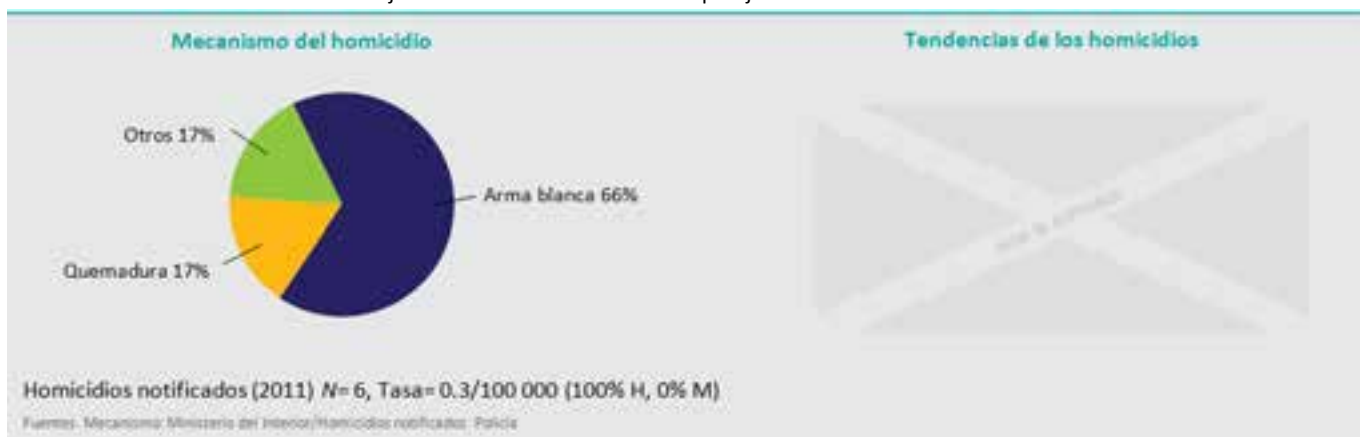 Mecanismo del homicidio
Tendencias de los homicidios
Otros 17%
Arma blanca 66%
Quemadura 17%
Homicidios notificados (2011) N= 6, Tasa= 0.3/100 000 (100% H, 0% M)
Fuentes. Mecanismo: Ministerio del Interior/Homicidios notificados: Policía